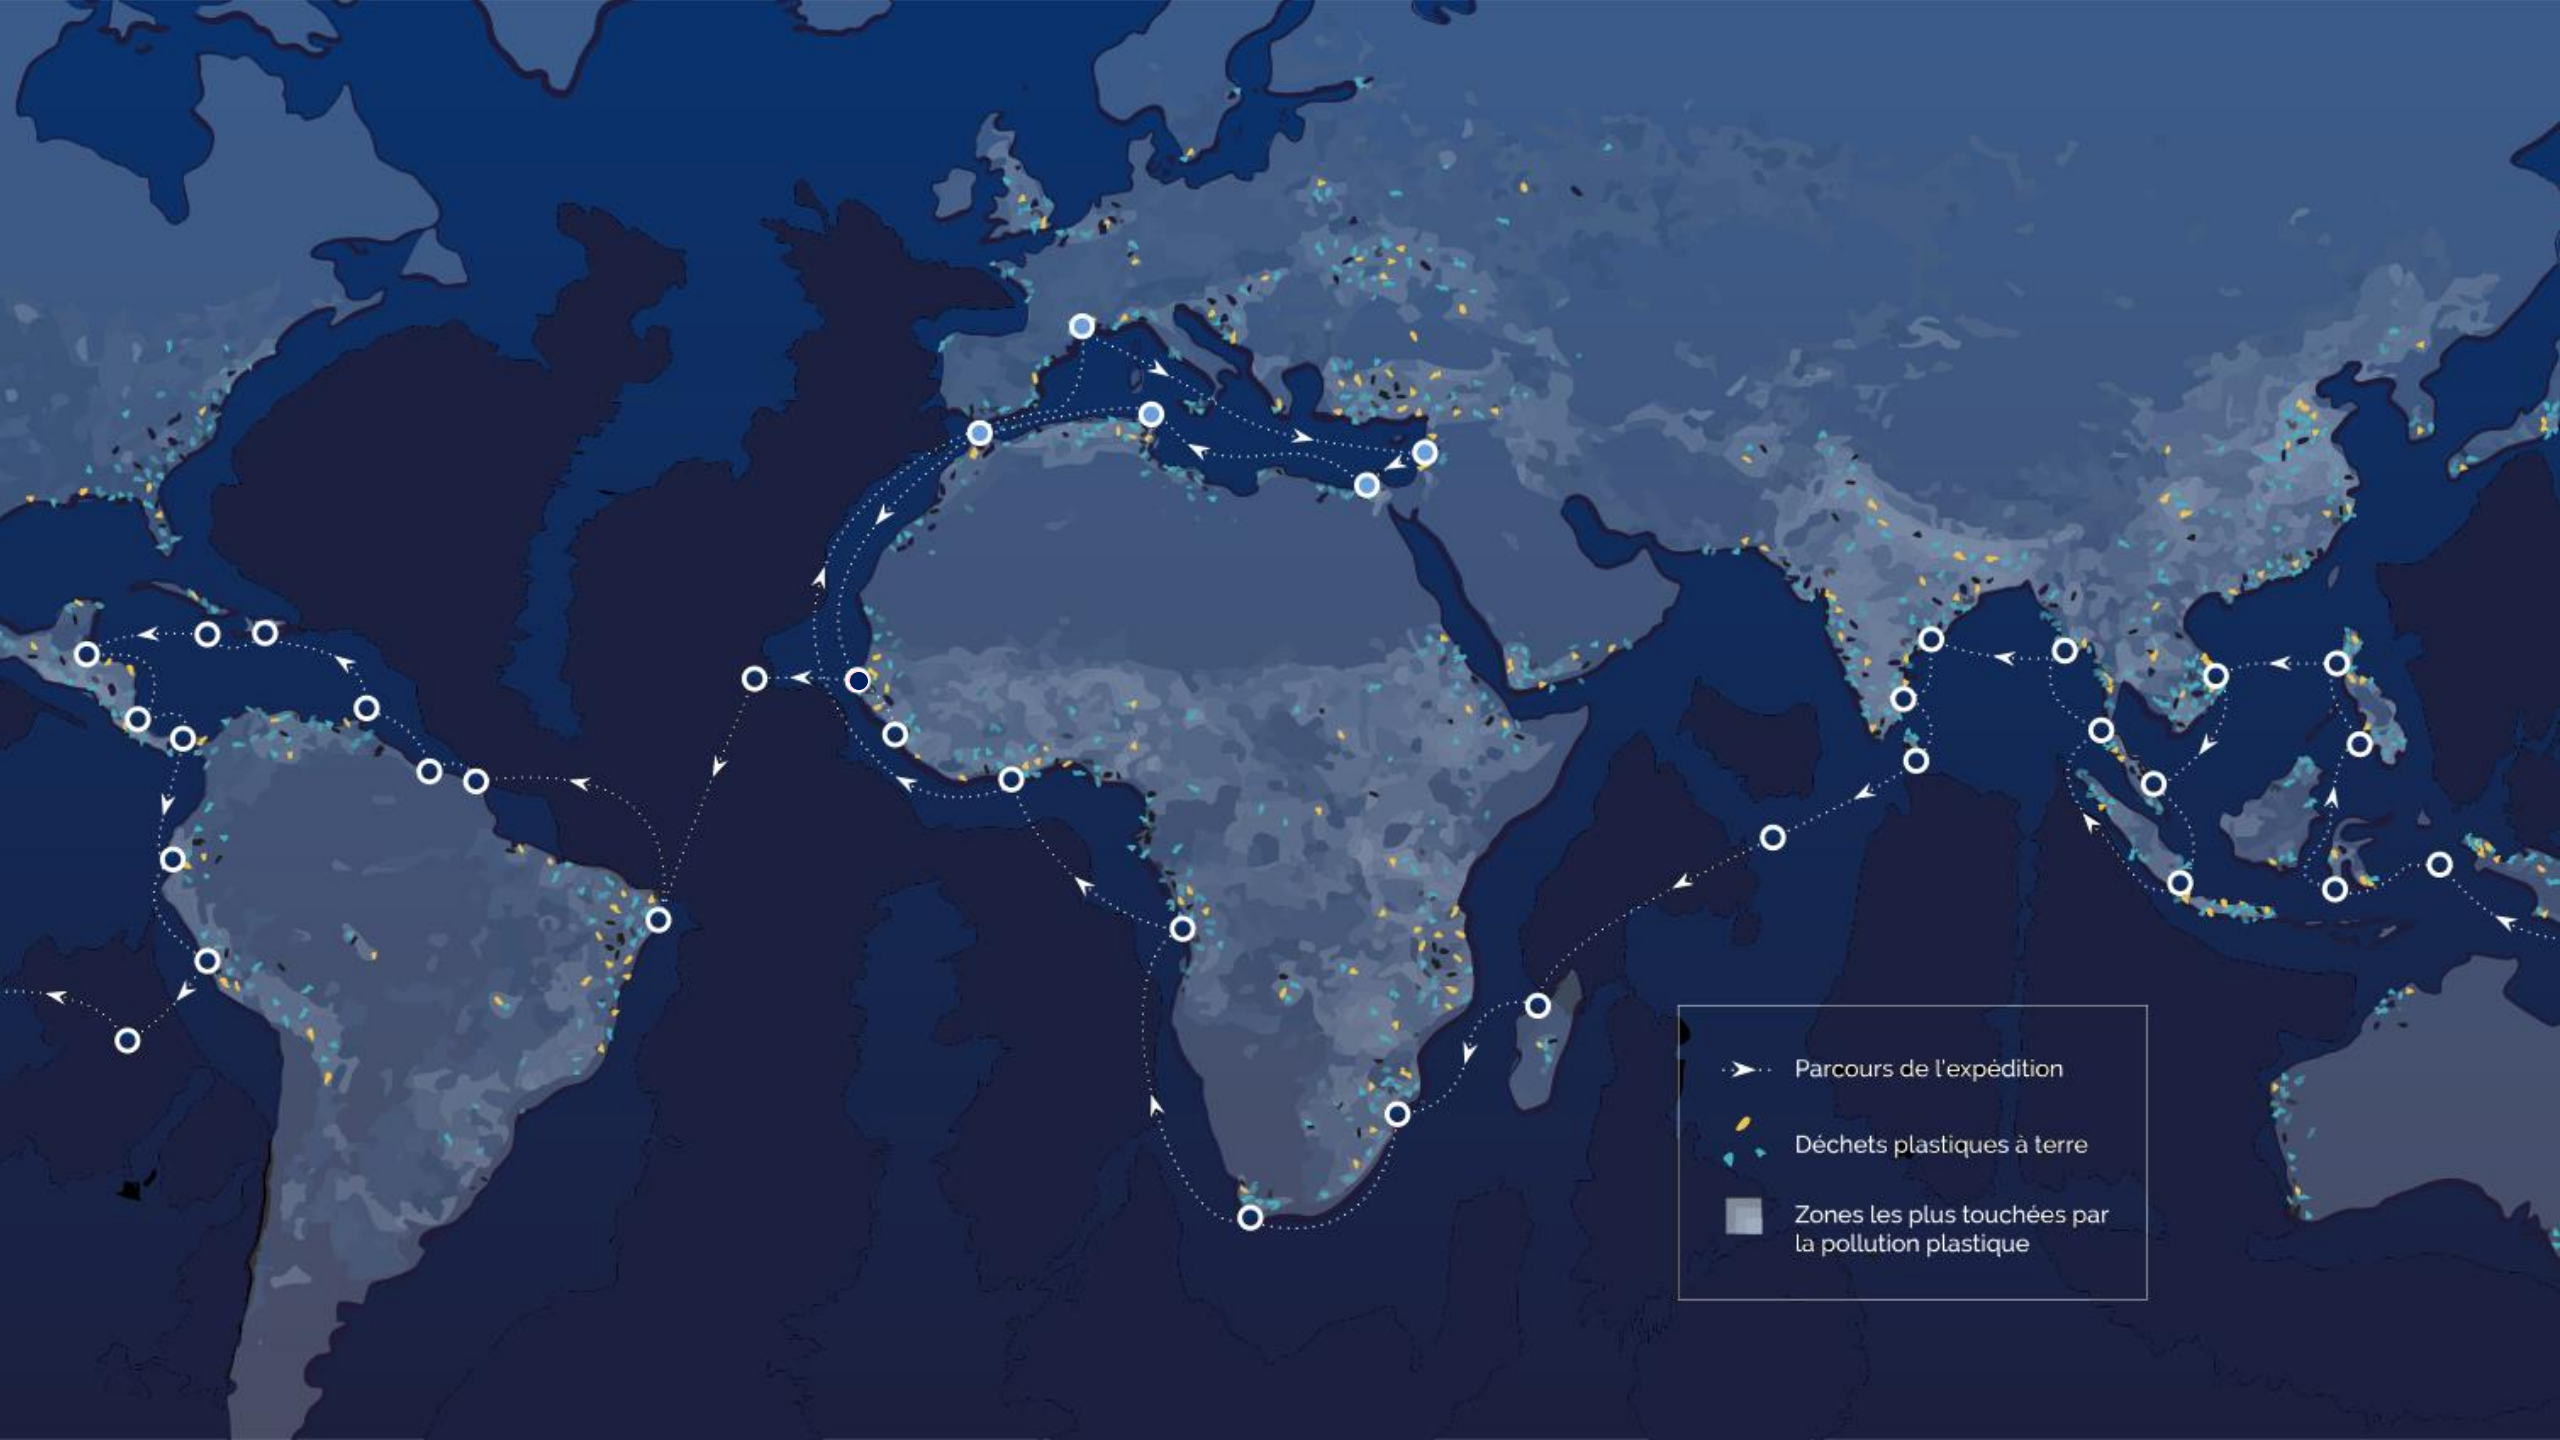 Parcours de l'expédition
Déchets plastiques à terre
Zones les plus touchées par
la pollution plastique